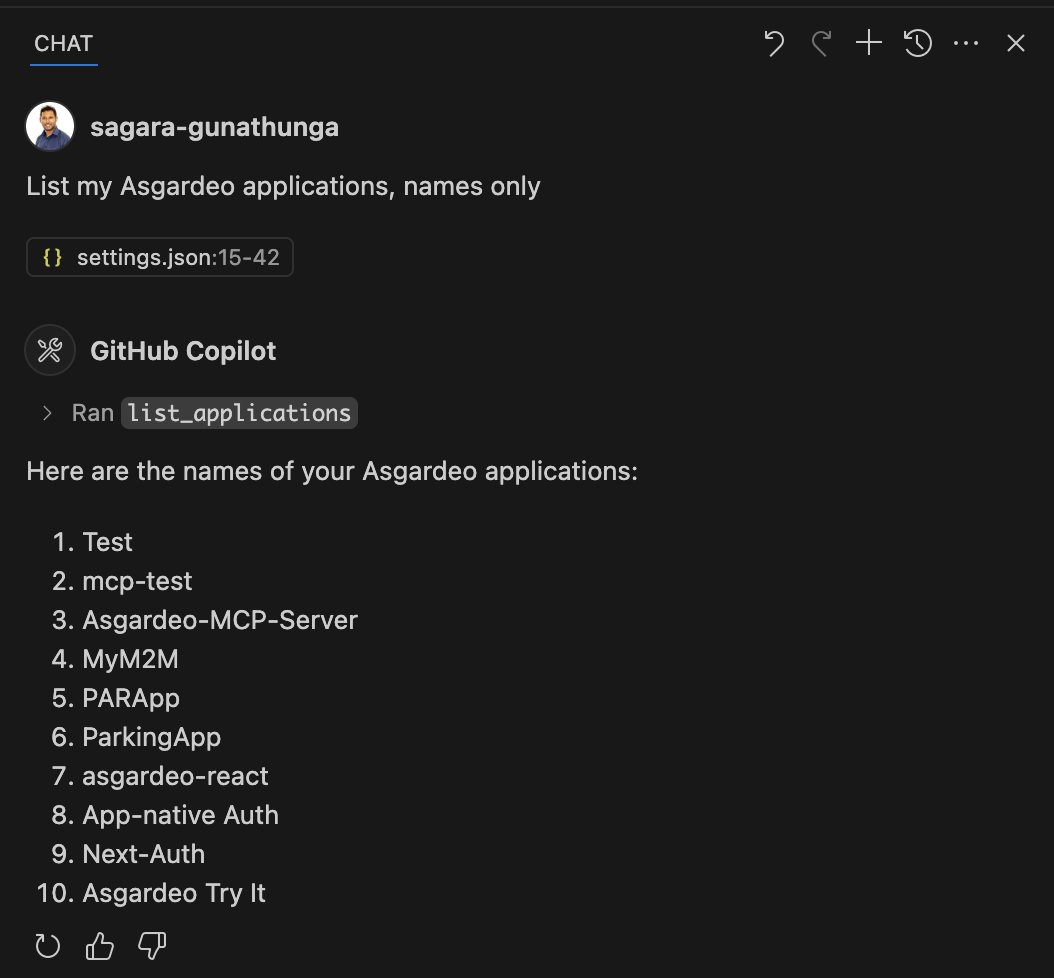 CHAT
sagara-gunathunga
List my Asgardeo applications, names only
{} settings.json:15-42
GitHub Copilot
> Ran list_applications
Here are the names of your Asgardeo applications:
1. Test
2. mcp-test
3. Asgardeo-MCP-Server
4. MyM2M
5. PARApp
6. ParkingApp
7. asgardeo-react
8. App-native Auth
9. Next-Auth
10. Asgardeo Try It